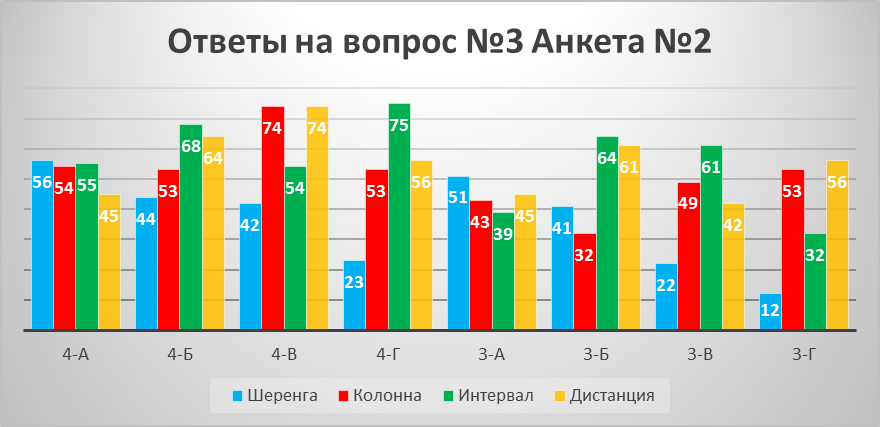 Ответы на вопрос №3 Анкета №2
56 54 55 45 44 53 68 64 42 74 54 74 23 53 75 56 51 43 39 45 41 32 64 61 22 49 61 42 12 53 32 56
4-А 4-Б 4-В 4-Г 3-А 3-Б 3-В 3-Г
Шеренга Колонна Интервал Дистанция